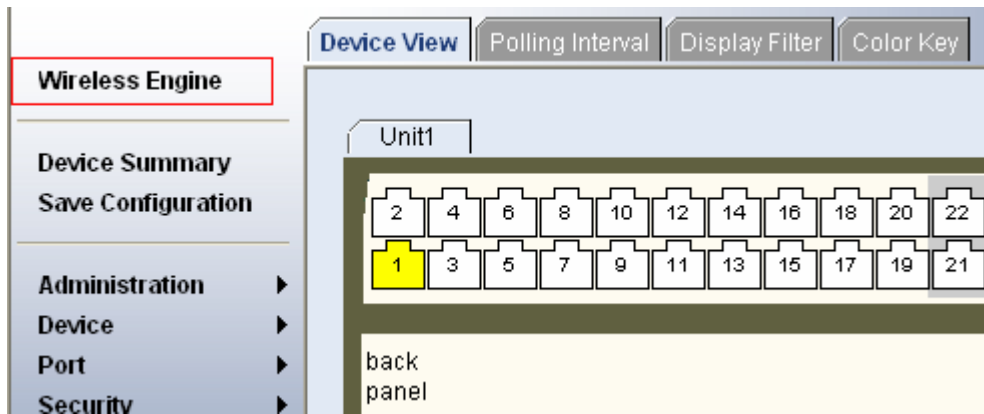 Device View Polling Interval Display Filter Color Key
Wireless Engine
Unit1
Device Summary
Save Configuration
2 4 6 8 10 12 14 16 18 20 22
1 3 5 7 9 11 13 15 17 19 21
Administration
Device
Port
Security
back
panel